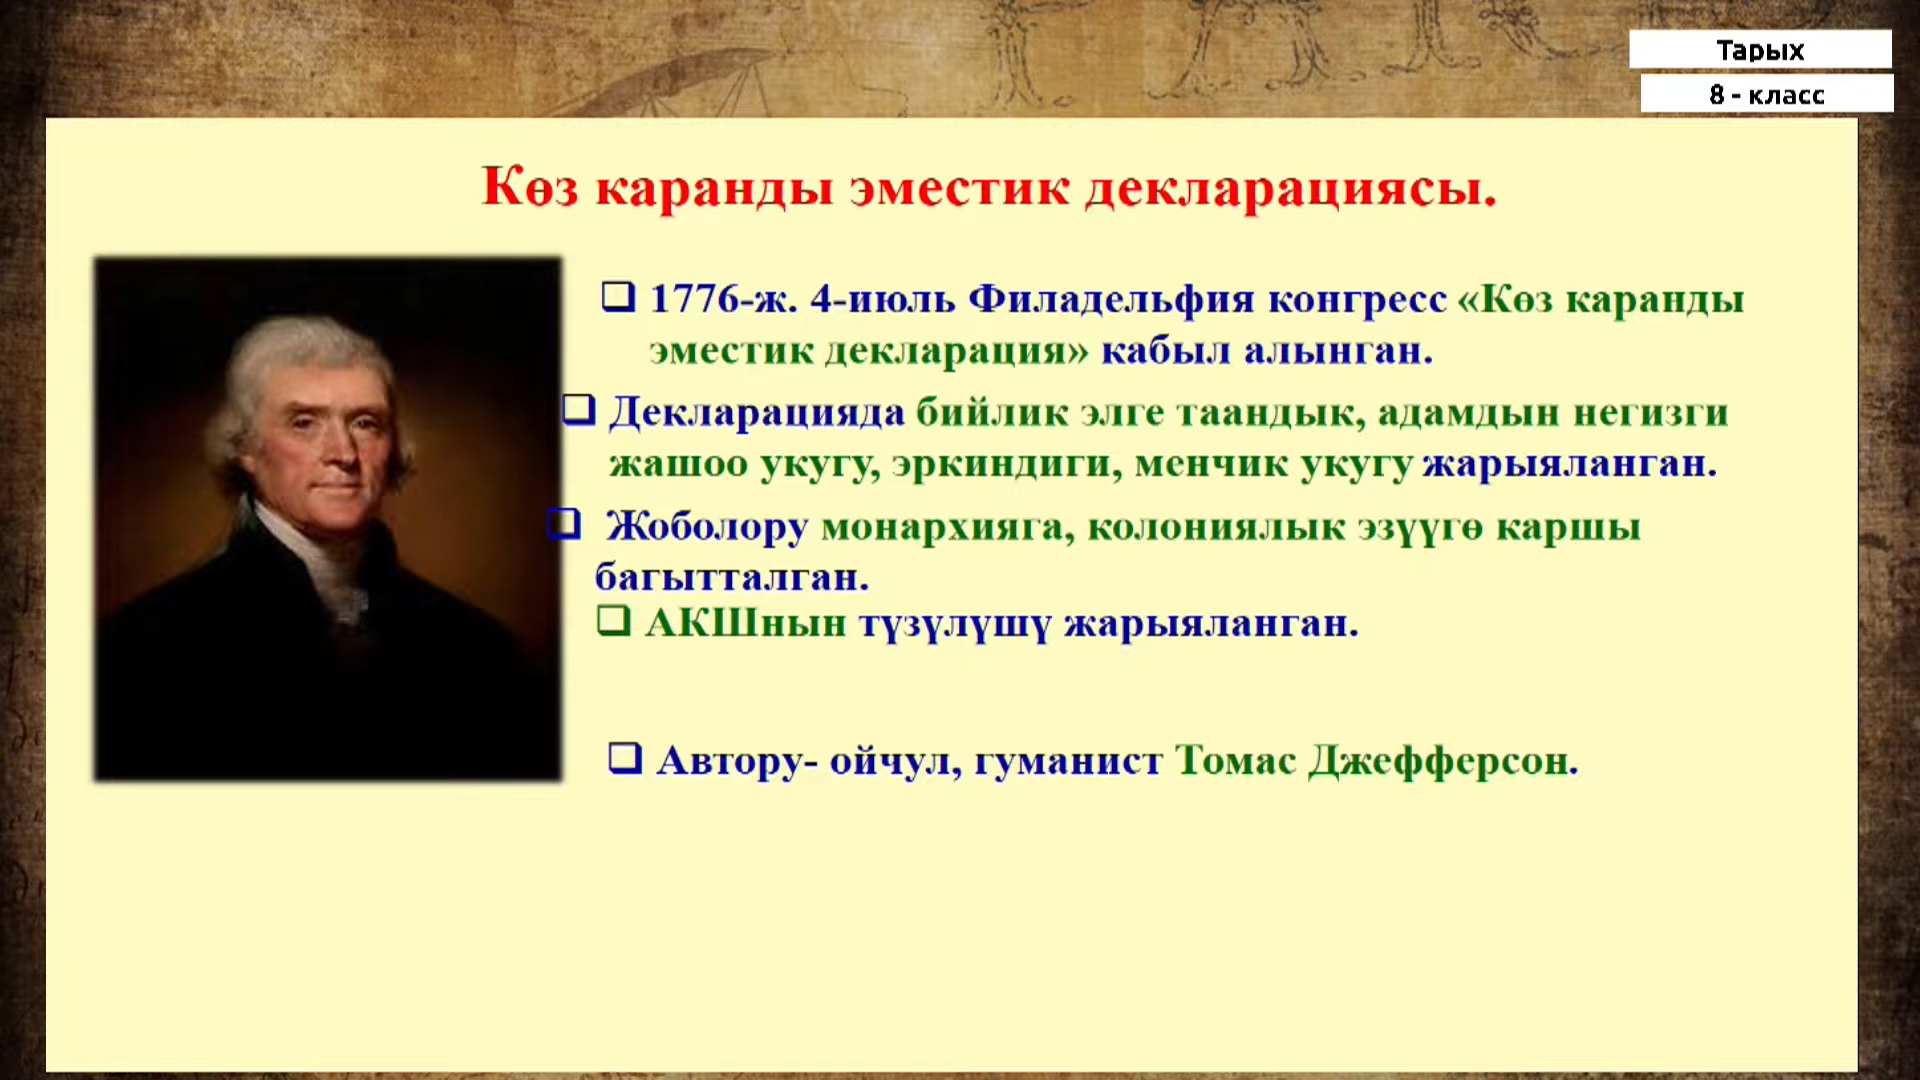 Тарых
8 - класс
Көз каранды эместик декларациясы.
❑ 1776-ж. 4-июль Филадельфия конгресс «Көз каранды
эместик декларация» кабыл алынган.
❑ Декларацияда бийлик элге таандык, адамдын негизги
жашоо укугу, эркиндиги, менчик укугу жарыяланган.
❑ Жоболору монархияга, колониялык эзүүгө каршы
багытталган.
❑ АКШнын түзүлүшү жарыяланган.
❑ Автору- ойчул, гуманист Томас Джефферсон.